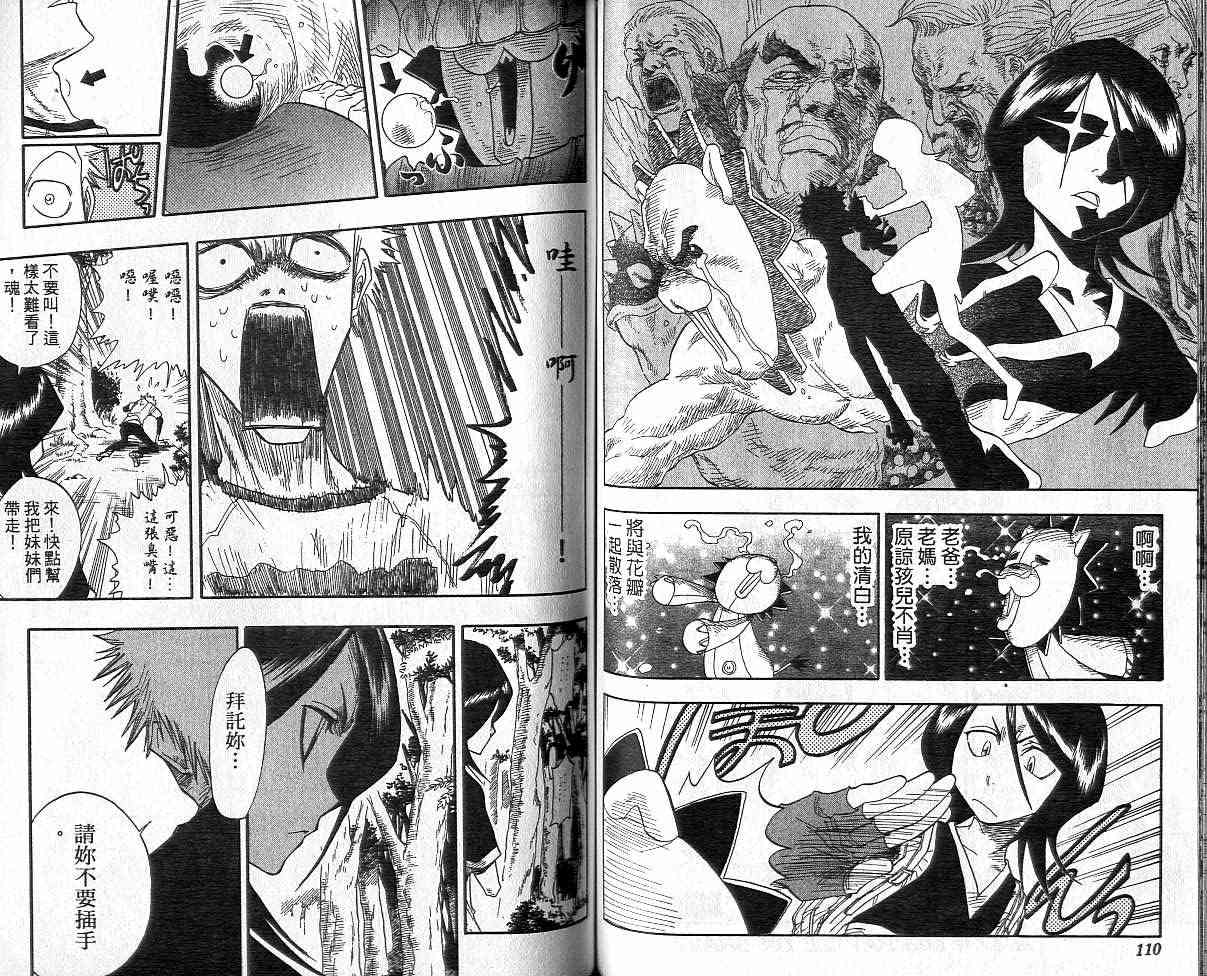 啊啊…
老爸…
老媽…
原諒孩兒不肖…
我的清白…
將與花瓣
一起散落…
110
哇——啊——！
噁噁！
喔噗！
噁！
不要叫！這
樣太難看了
，魂！
可惡！這…
這張臭嘴！
來！快點幫
我把妹妹們
帶走！
拜託妳…
請妳不要插手
。